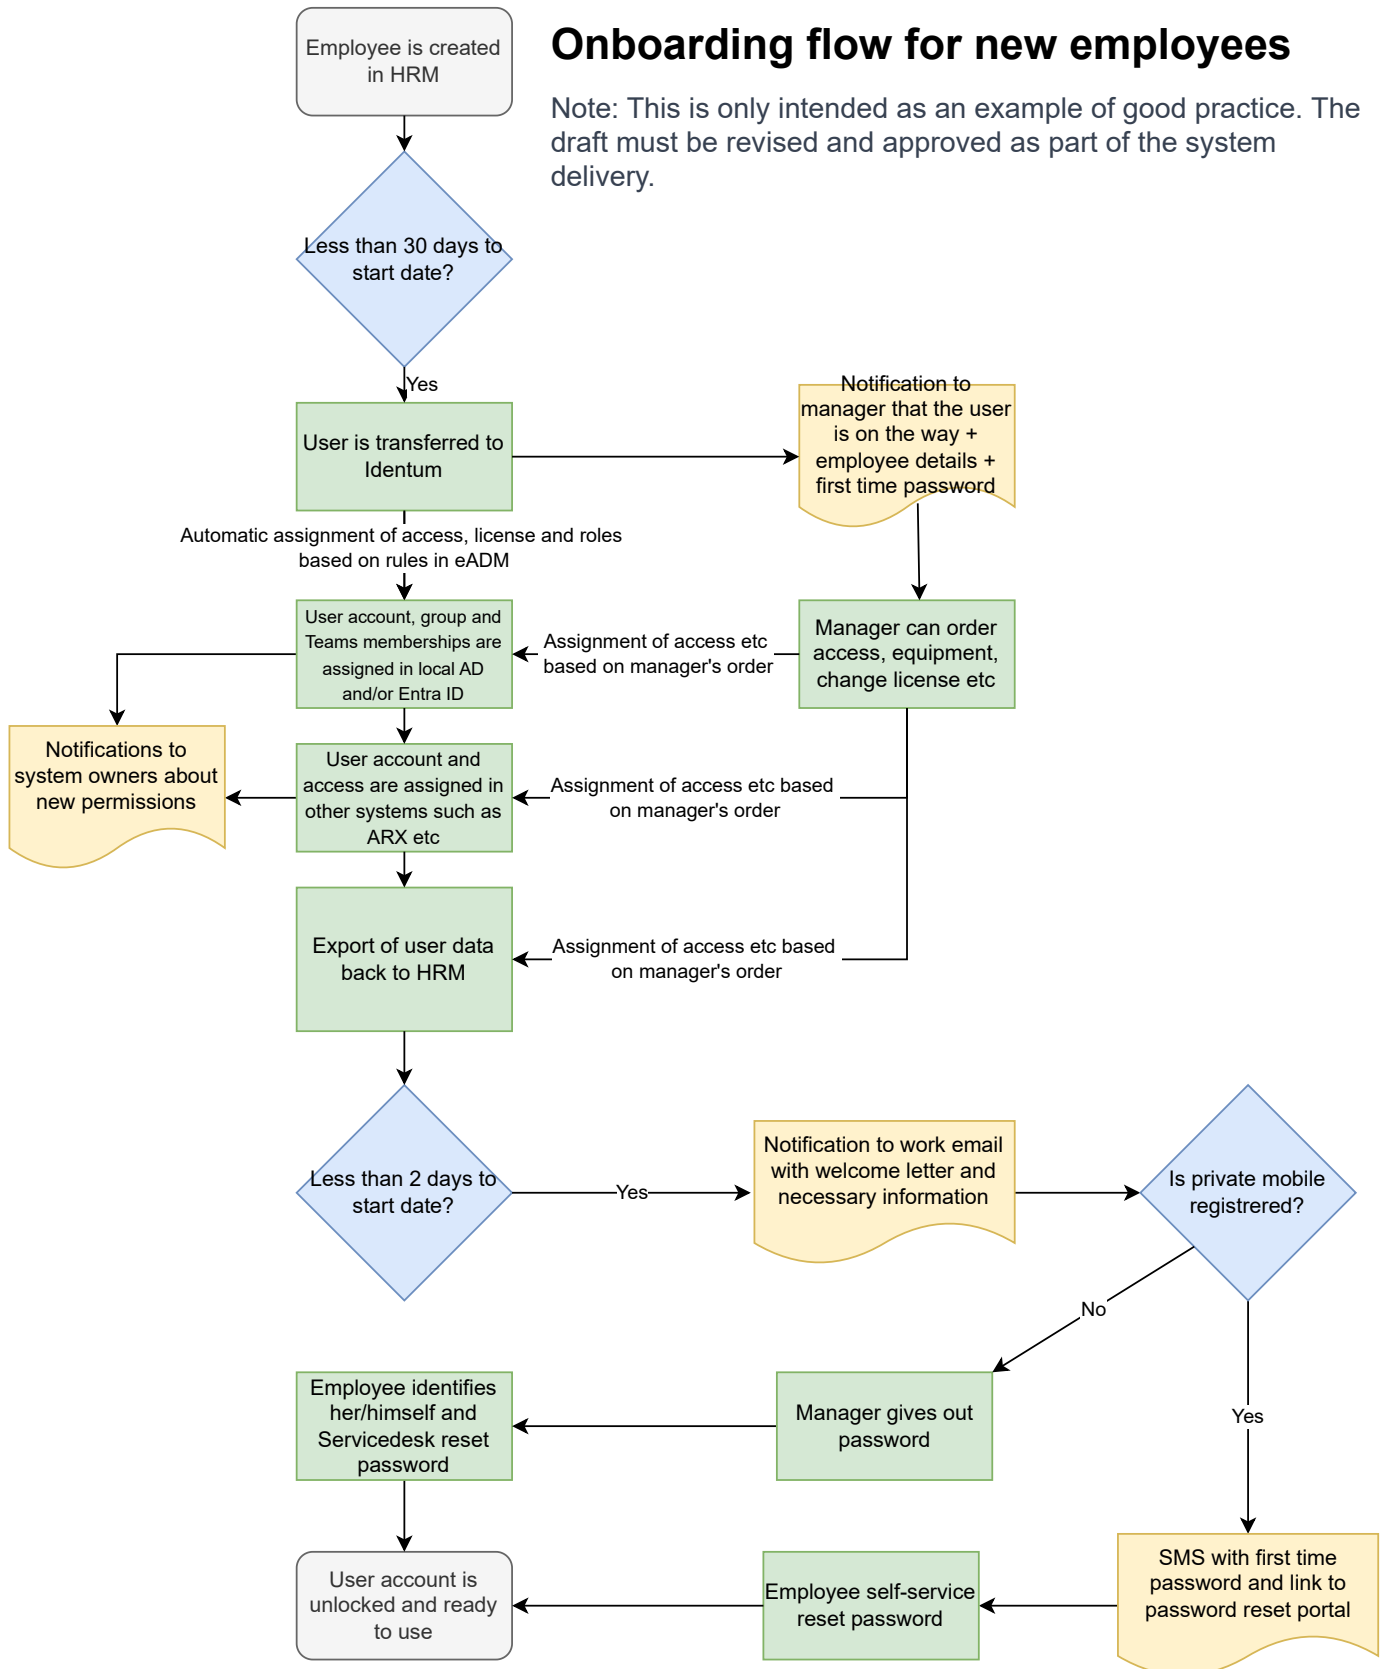 Employee is created
in HRM
Onboarding flow for new employees
Note: This is only intended as an example of good practice. The
draft must be revised and approved as part of the system
delivery.
Less than 30 days to
start date?
Yes
User is transferred to
Identum
Notification to
manager that the user
is on the way +
employee details +
first time password
Automatic assignment of access, license and roles
based on rules in eADM
User account, group and
Teams memberships are
assigned in local AD
and/or Entra ID
Assignment of access etc
based on manager's order
Manager can order
access, equipment,
change license etc
Notifications to
system owners about
new permissions
User account and
access are assigned in
other systems such as
ARX etc
Assignment of access etc based
on manager's order
Export of user data
back to HRM
Assignment of access etc based
on manager's order
Less than 2 days to
start date?
Yes
Notification to work email
with welcome letter and
necessary information
Is private mobile
registrered?
No
Yes
Employee identifies
her/himself and
Servicedesk reset
password
Manager gives out
password
User account is
unlocked and ready
to use
Employee self-service
reset password
SMS with first time
password and link to
password reset portal